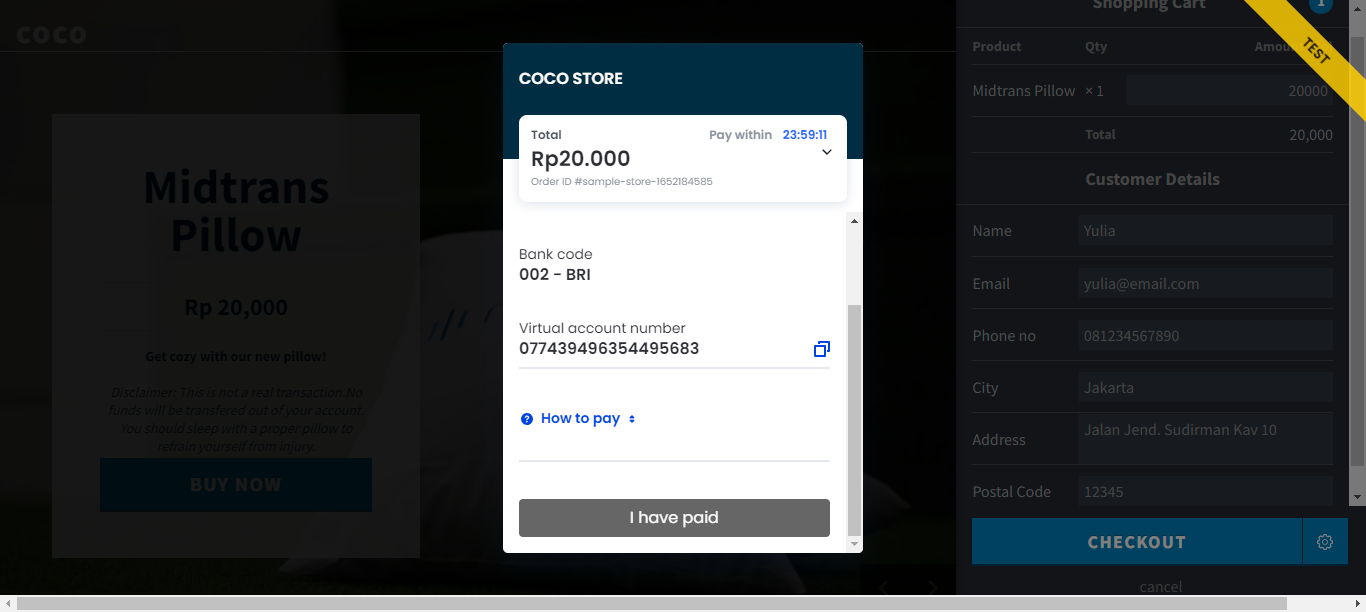 coco
Midtrans
Pillow
Rp 20,000
Get cozy with our new pillow!
Disclaimer: This is not a real transaction.No
funds will be transfered out of your account.
You should sleep with a proper pillow to
refrain yourself from injury.
BUY NOW
COCO STORE
Total
Pay within 23:59:11
Rp20.000
Order ID #sample-store-1652184585
Bank code
002 - BRI
Virtual account number
077439496354495683
? How to pay
I have paid
Shopping Cart 1
TEST
Product Qty
Midtrans Pillow × 1 20000
Total 20,000
Customer Details
Name Yulia
Email yulia@email.com
Phone no 081234567890
City Jakarta
Address Jalan Jend. Sudirman Kav 10
Postal Code 12345
CHECKOUT
cancel